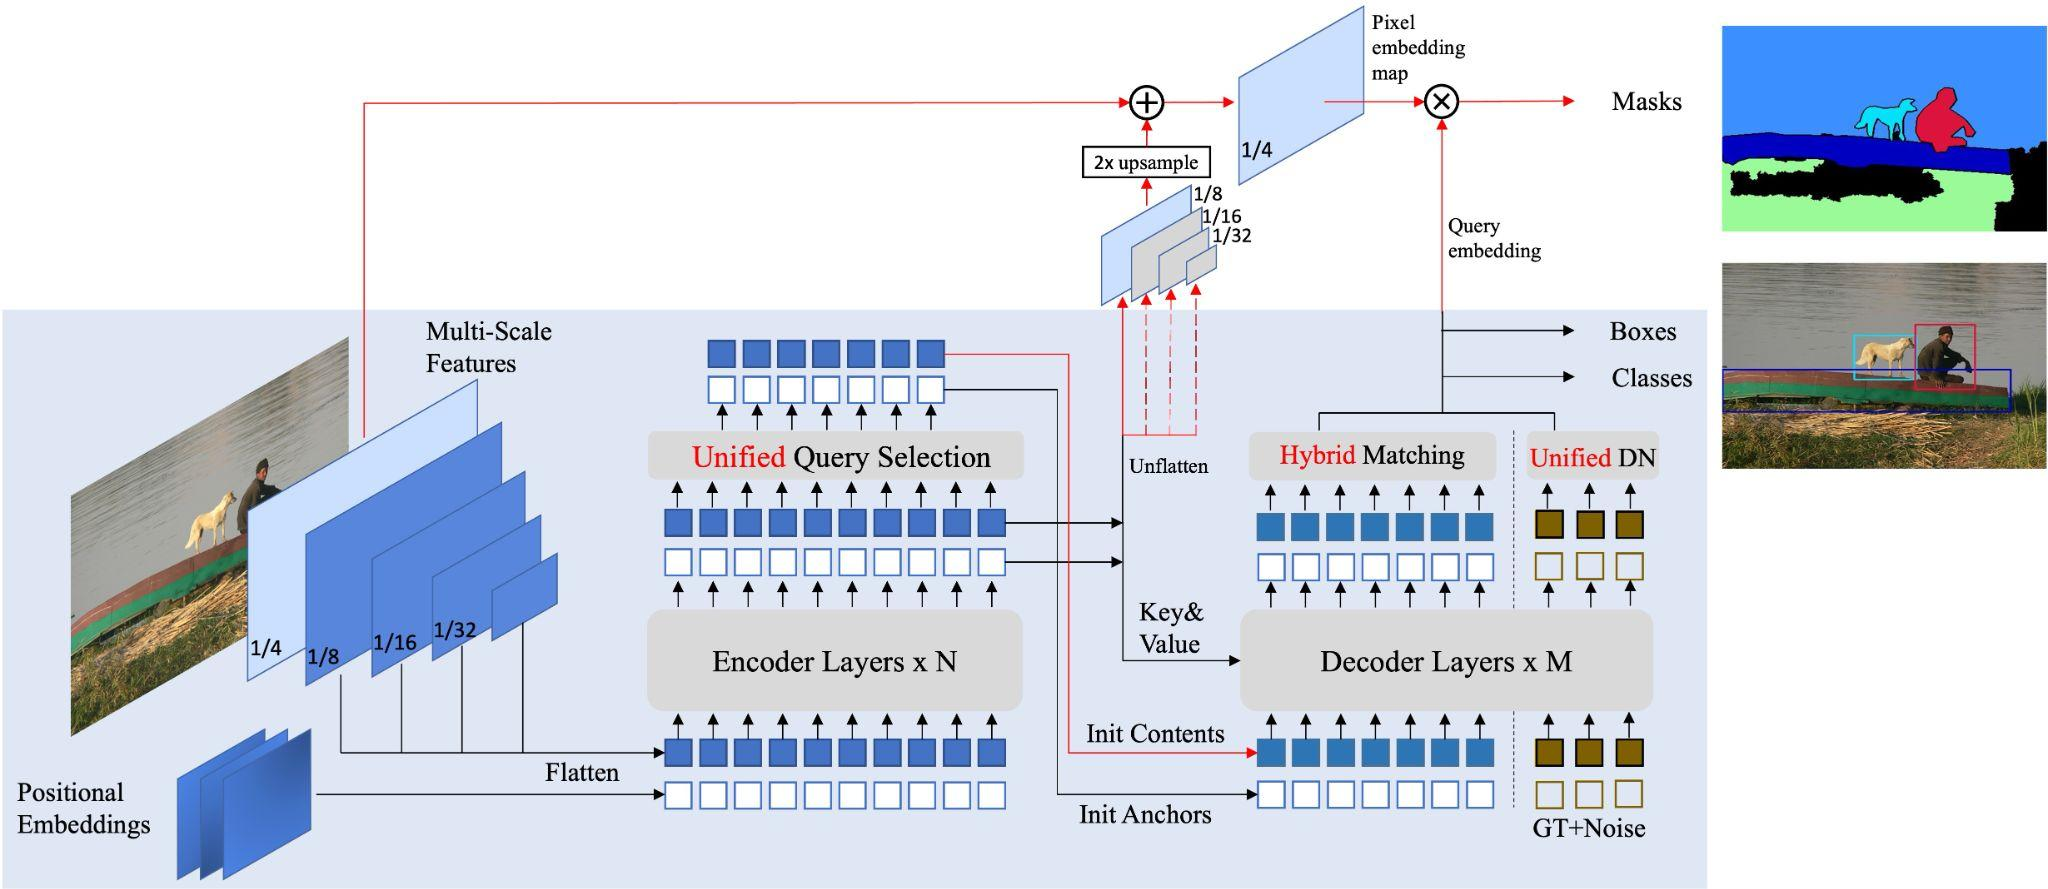 Pixel
embedding
map
Masks
1/4
2x upsample
1/8
1/16
1/32
Query
embedding
Multi-Scale
Features
Boxes
Classes
Unified Query Selection
Unflatten
Hybrid Matching
Unified DN
1/4
1/8
1/16
1/32
Encoder Layers x N
Key&
Value
Decoder Layers x M
Init Contents
Flatten
Positional
Embeddings
Init Anchors
GT+Noise